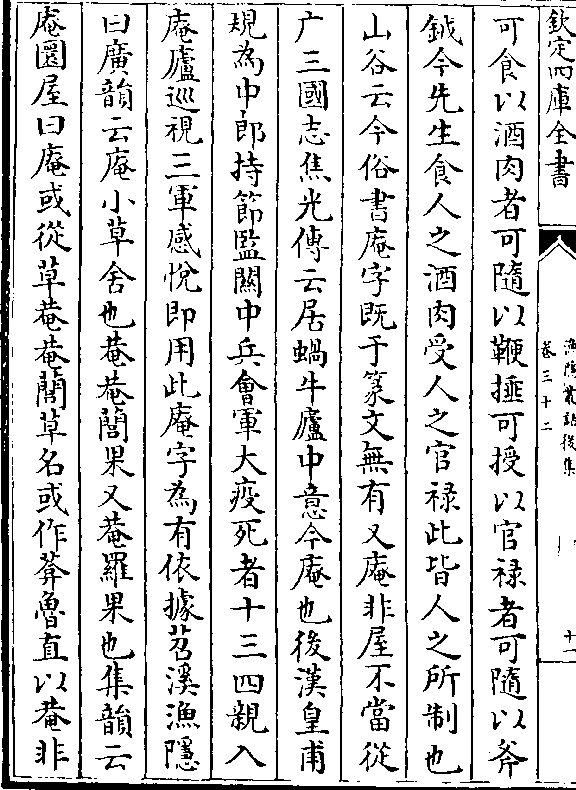 欽定四庫全書
漁隱叢話後集
卷三十二
十一
可食以酒肉者可隨以鞭捶可授以官禄者可隨以斧
鉞今先生食人之酒肉受人之官禄此皆人之所制也
山谷云今俗書庵字既于篆文無有又庵非屋不當從
广三國志焦光傳云居蝸牛廬中意今庵也後漢皇甫
規為中郎持節監關中兵會軍大疫死者十三四親入
庵廬巡視三軍感悅即用此庵字為有依據苕溪漁隱
曰廣韻云庵小草舍也菴菴䕡果又菴羅果也集韻云
庵圜屋曰庵或從草菴菴䕡草名或作葊魯直以菴非